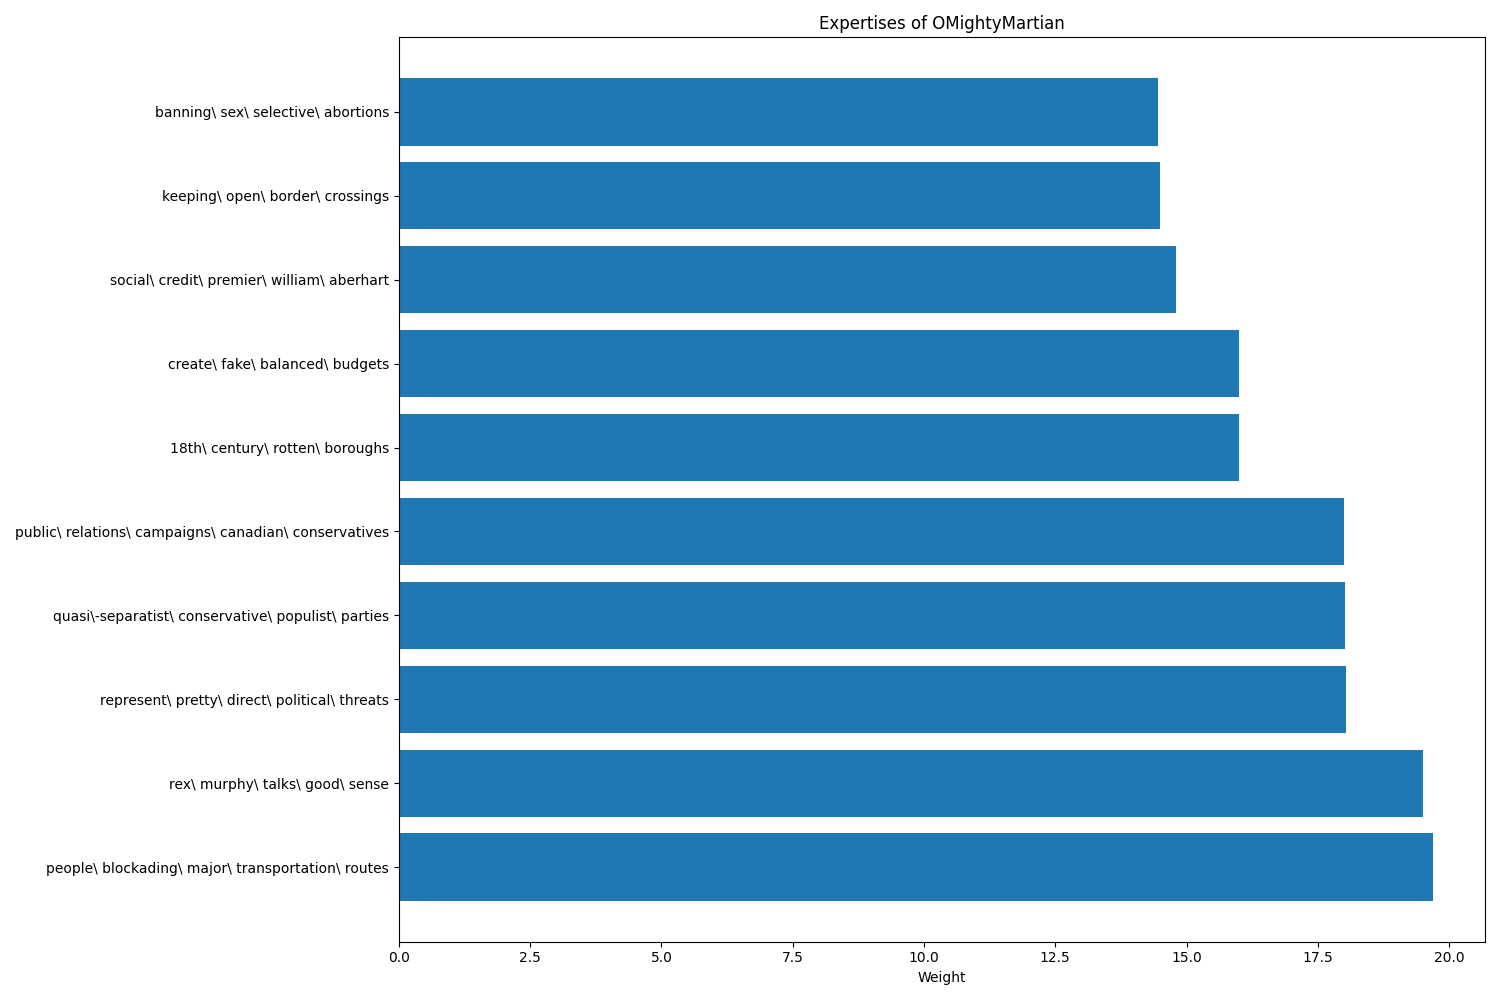 Expertises of OMightyMartian
banning\ sex\ selective\ abortions
keeping\ open\ border\ crossings
social\ credit\ premier\ william\ aberhart
create\ fake\ balanced\ budgets
18th\ century\ rotten\ boroughs
public\ relations\ campaigns\ canadian\ conservatives
quasi\-separatist\ conservative\ populist\ parties
represent\ pretty\ direct\ political\ threats
rex\ murphy\ talks\ good\ sense
people\ blockading\ major\ transportation\ routes
0.0 2.5 5.0 7.5 10.0 12.5 15.0 17.5 20.0
Weight